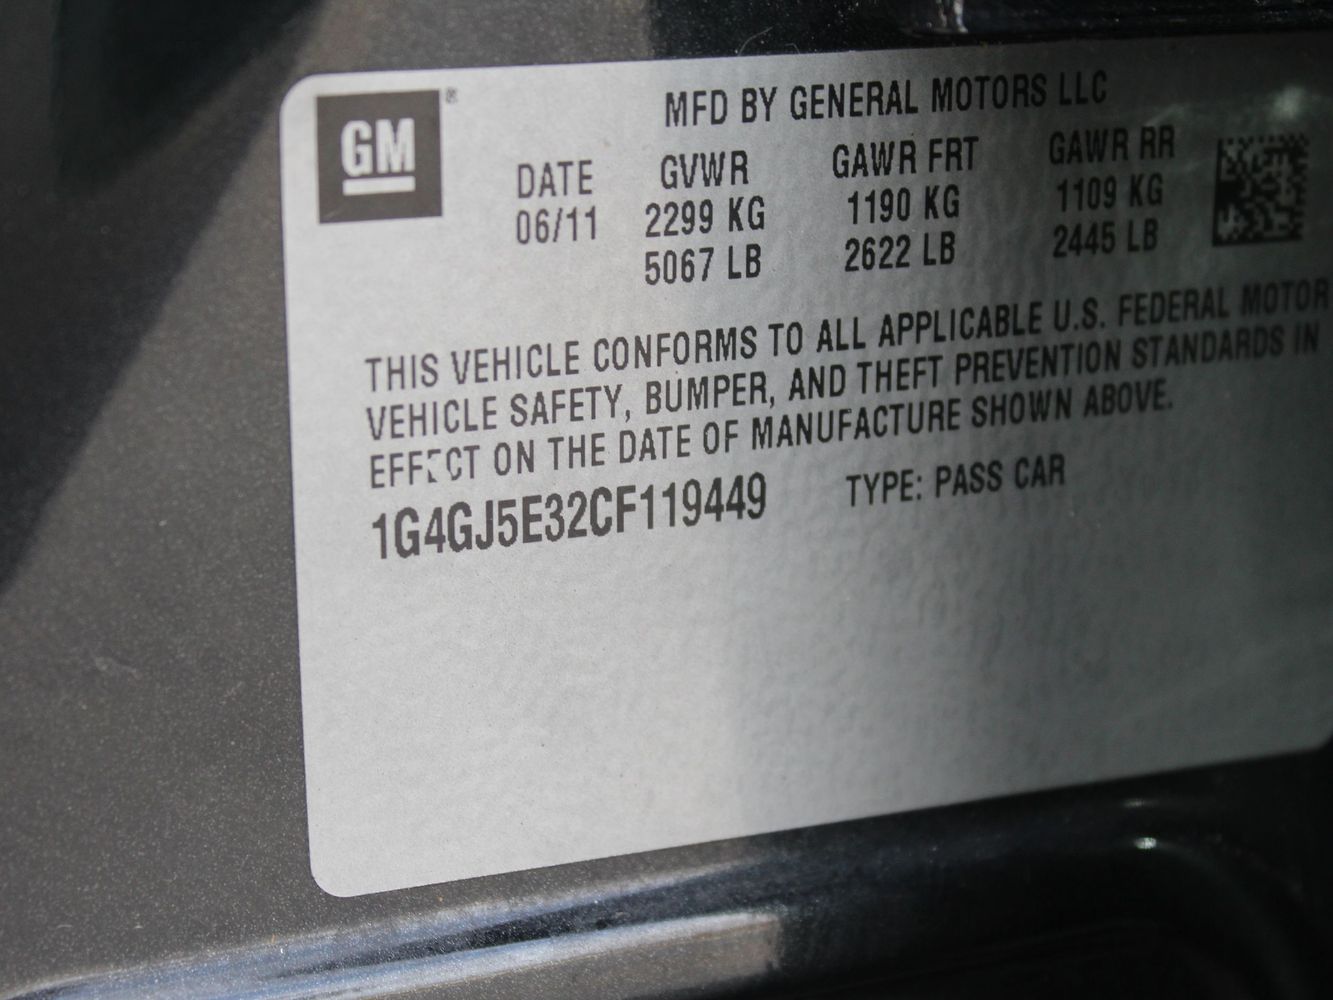 GM®
MFD BY GENERAL MOTORS LLC
DATE GVWR GAWR FRT GAWR RR
06/11 2299 KG 1190 KG 1109 KG
5067 LB 2622 LB 2445 LB
THIS VEHICLE CONFORMS TO ALL APPLICABLE U.S. FEDERAL MOTOR
VEHICLE SAFETY, BUMPER, AND THEFT PREVENTION STANDARDS IN
EFFECT ON THE DATE OF MANUFACTURE SHOWN ABOVE.
1G4GJ5E32CF119449 TYPE: PASS CAR